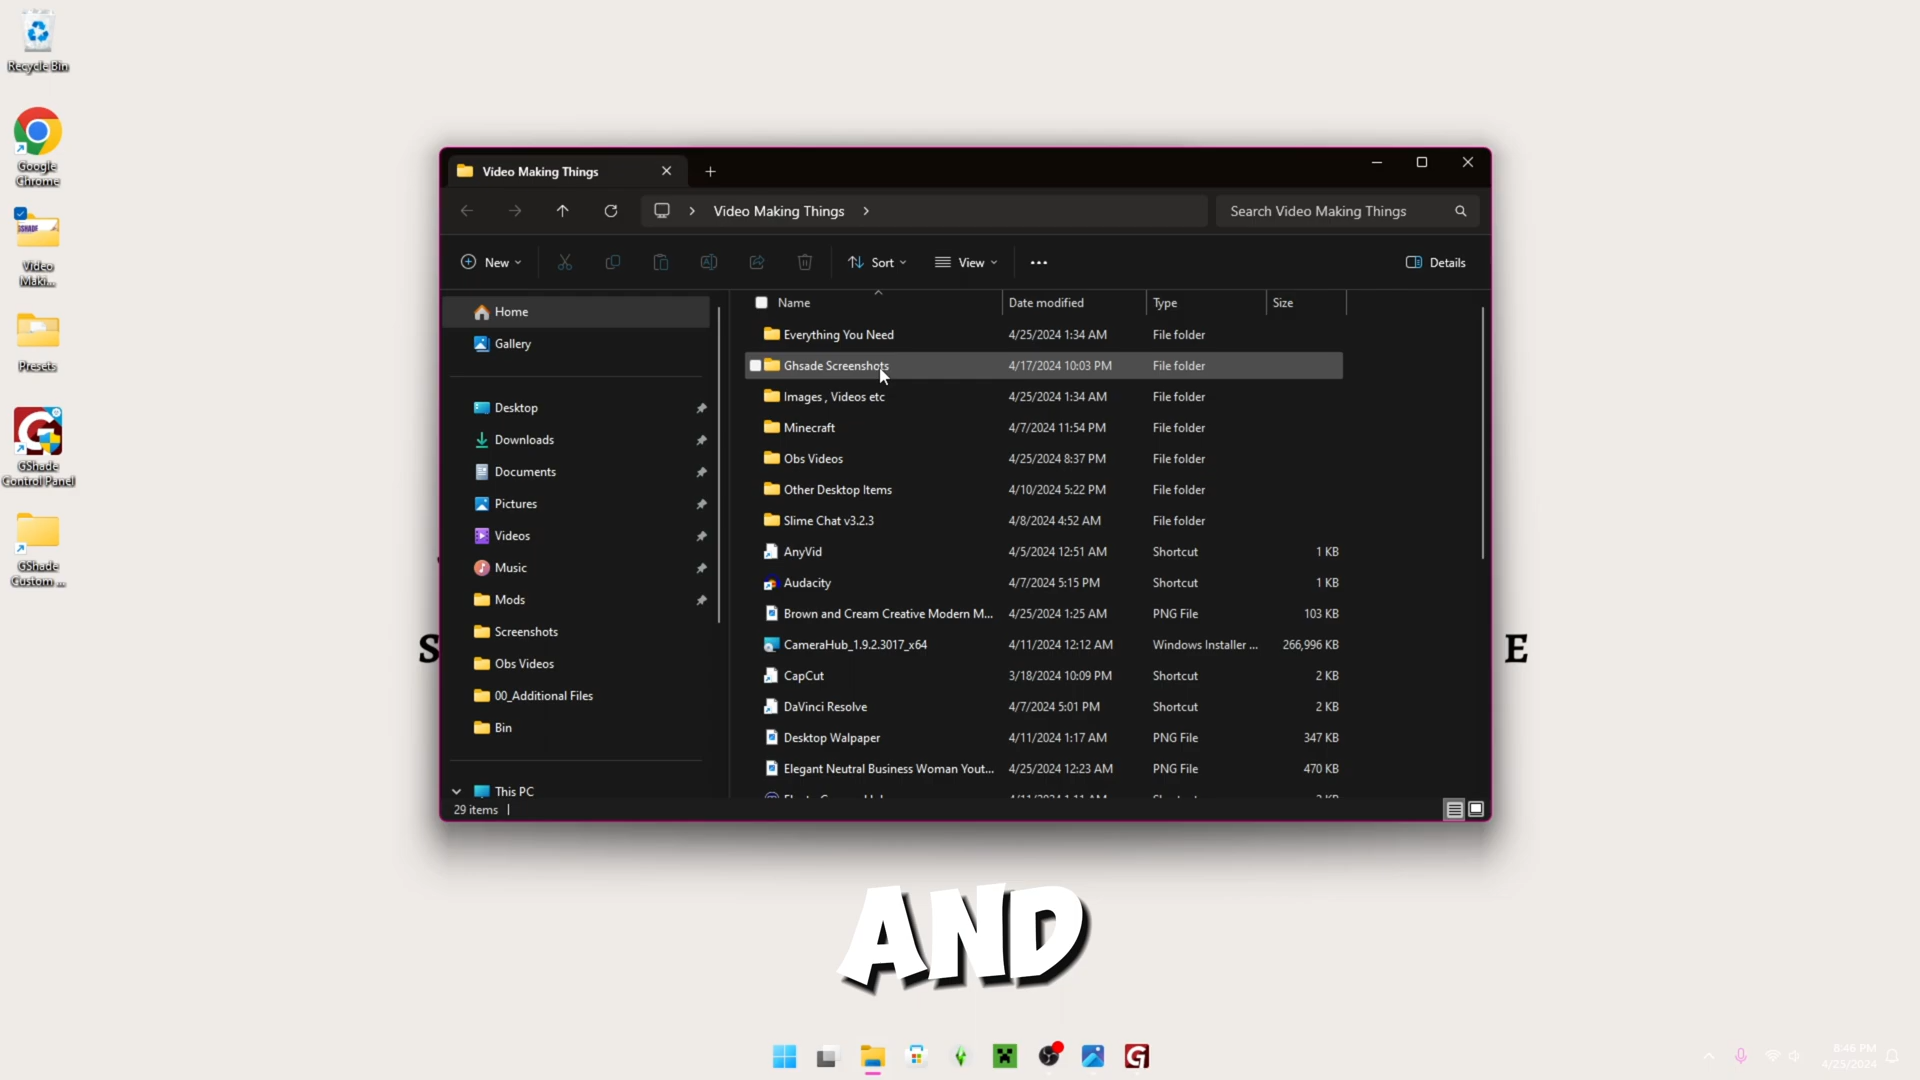 Recycle Bin
Google
Chrome
Video
Maki...
Presets
GShade
Control Panel
GShade
Custom ...
Video Making Things
Video Making Things
Search Video Making Things
New
Sort
View
Details
Home
Gallery
Desktop
Downloads
Documents
Pictures
Videos
Music
Mods
Screenshots
Obs Videos
00_Additional Files
Bin
This PC
Name Date modified Type Size
Everything You Need 4/25/2024 1:34 AM File folder
Ghsade Screenshots 4/17/2024 10:03 PM File folder
Images , Videos etc 4/25/2024 1:34 AM File folder
Minecraft 4/7/2024 11:54 PM File folder
Obs Videos 4/25/2024 8:37 PM File folder
Other Desktop Items 4/10/2024 5:22 PM File folder
Slime Chat v3.2.3 4/8/2024 4:52 AM File folder
AnyVid 4/5/2024 12:51 AM Shortcut 1 KB
Audacity 4/7/2024 5:15 PM Shortcut 1 KB
Brown and Cream Creative Modern M... 4/25/2024 1:25 AM PNG File 103 KB
CameraHub_1.9.2.3017_x64 4/11/2024 12:12 AM Windows Installer ... 266,996 KB
CapCut 3/18/2024 10:09 PM Shortcut 2 KB
DaVinci Resolve 4/7/2024 5:01 PM Shortcut 2 KB
Desktop Walpaper 4/11/2024 1:17 AM PNG File 347 KB
Elegant Neutral Business Woman Yout... 4/25/2024 12:23 AM PNG File 470 KB
29 items
S
E
AND
8:46 PM
4/25/2024